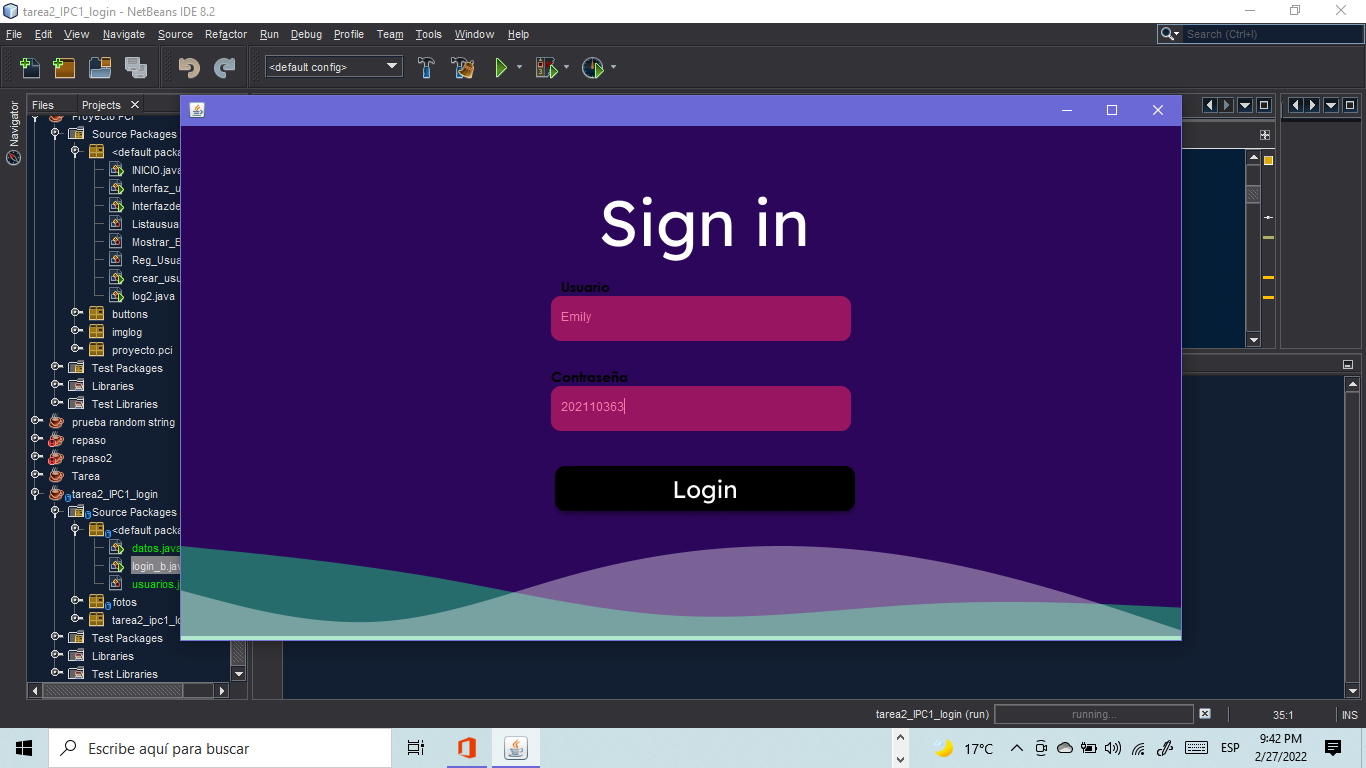 tarea2_IPC1_login - NetBeans IDE 8.2
File Edit View Navigate Source Refactor Run Debug Profile Team Tools Window Help
Search (Ctrl+I)
<default config>
Navigator
Files Projects
Proyecto PCI
Source Packages
<default packa
INICIO.java
Interfaz_u
Interfazde
Listausua
Mostrar_E
Reg_Usua
crear_usu
log2.java
buttons
imglog
proyecto.pci
Test Packages
Libraries
Test Libraries
prueba random string
repaso
repaso2
Tarea
tarea2_IPC1_login
Source Packages
<default packa
datos.java
login_b.jav
usuarios.j
fotos
tarea2_ipc1_lo
Test Packages
Libraries
Test Libraries
Sign in
Usuario
Emily
Contraseña
202110363
Login
tarea2_IPC1_login (run) running... 35:1 INS
Escribe aquí para buscar
17°C
ESP
9:42 PM
2/27/2022